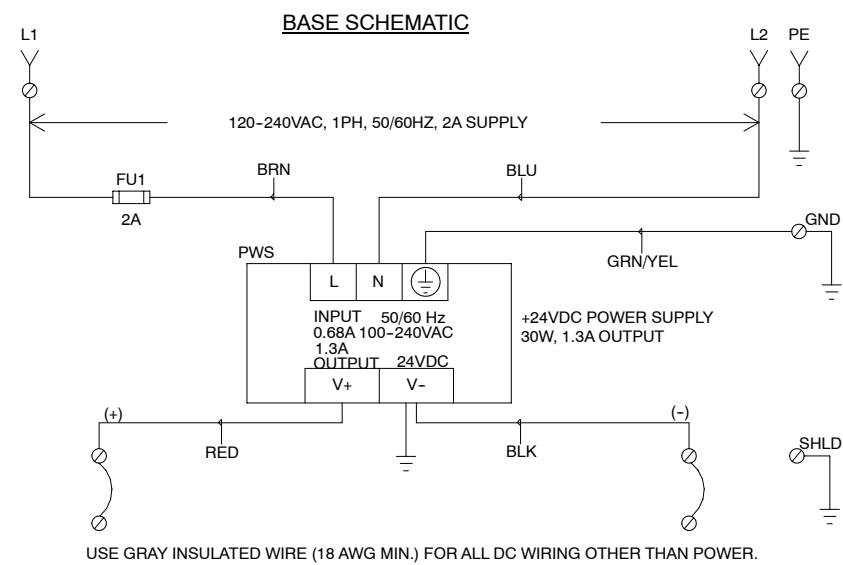 BASE SCHEMATIC
L1
L2 PE
120-240VAC, 1PH, 50/60HZ, 2A SUPPLY
FU1
2A
BRN
BLU
GND
GRN/YEL
PWS
L N
INPUT 50/60 Hz
0.68A 100-240VAC
1.3A
OUTPUT 24VDC
V+ V-
+24VDC POWER SUPPLY
30W, 1.3A OUTPUT
(+)
(-)
RED
BLK
SHLD
USE GRAY INSULATED WIRE (18 AWG MIN.) FOR ALL DC WIRING OTHER THAN POWER.